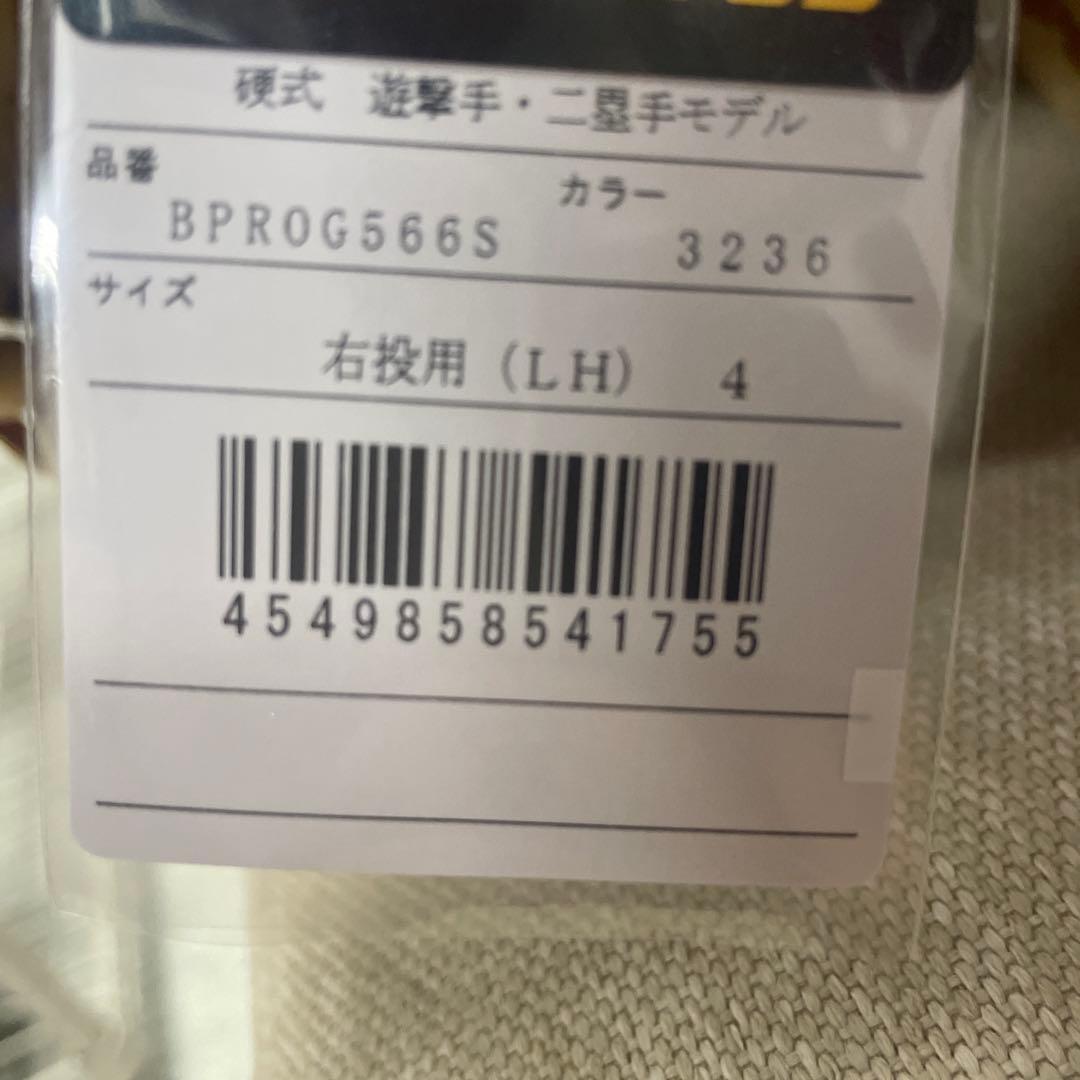 硬式 遊撃手・二塁手モデル
品番 カラー
BPROG566S 3236
サイズ
右投用（LH） 4
4549858541755